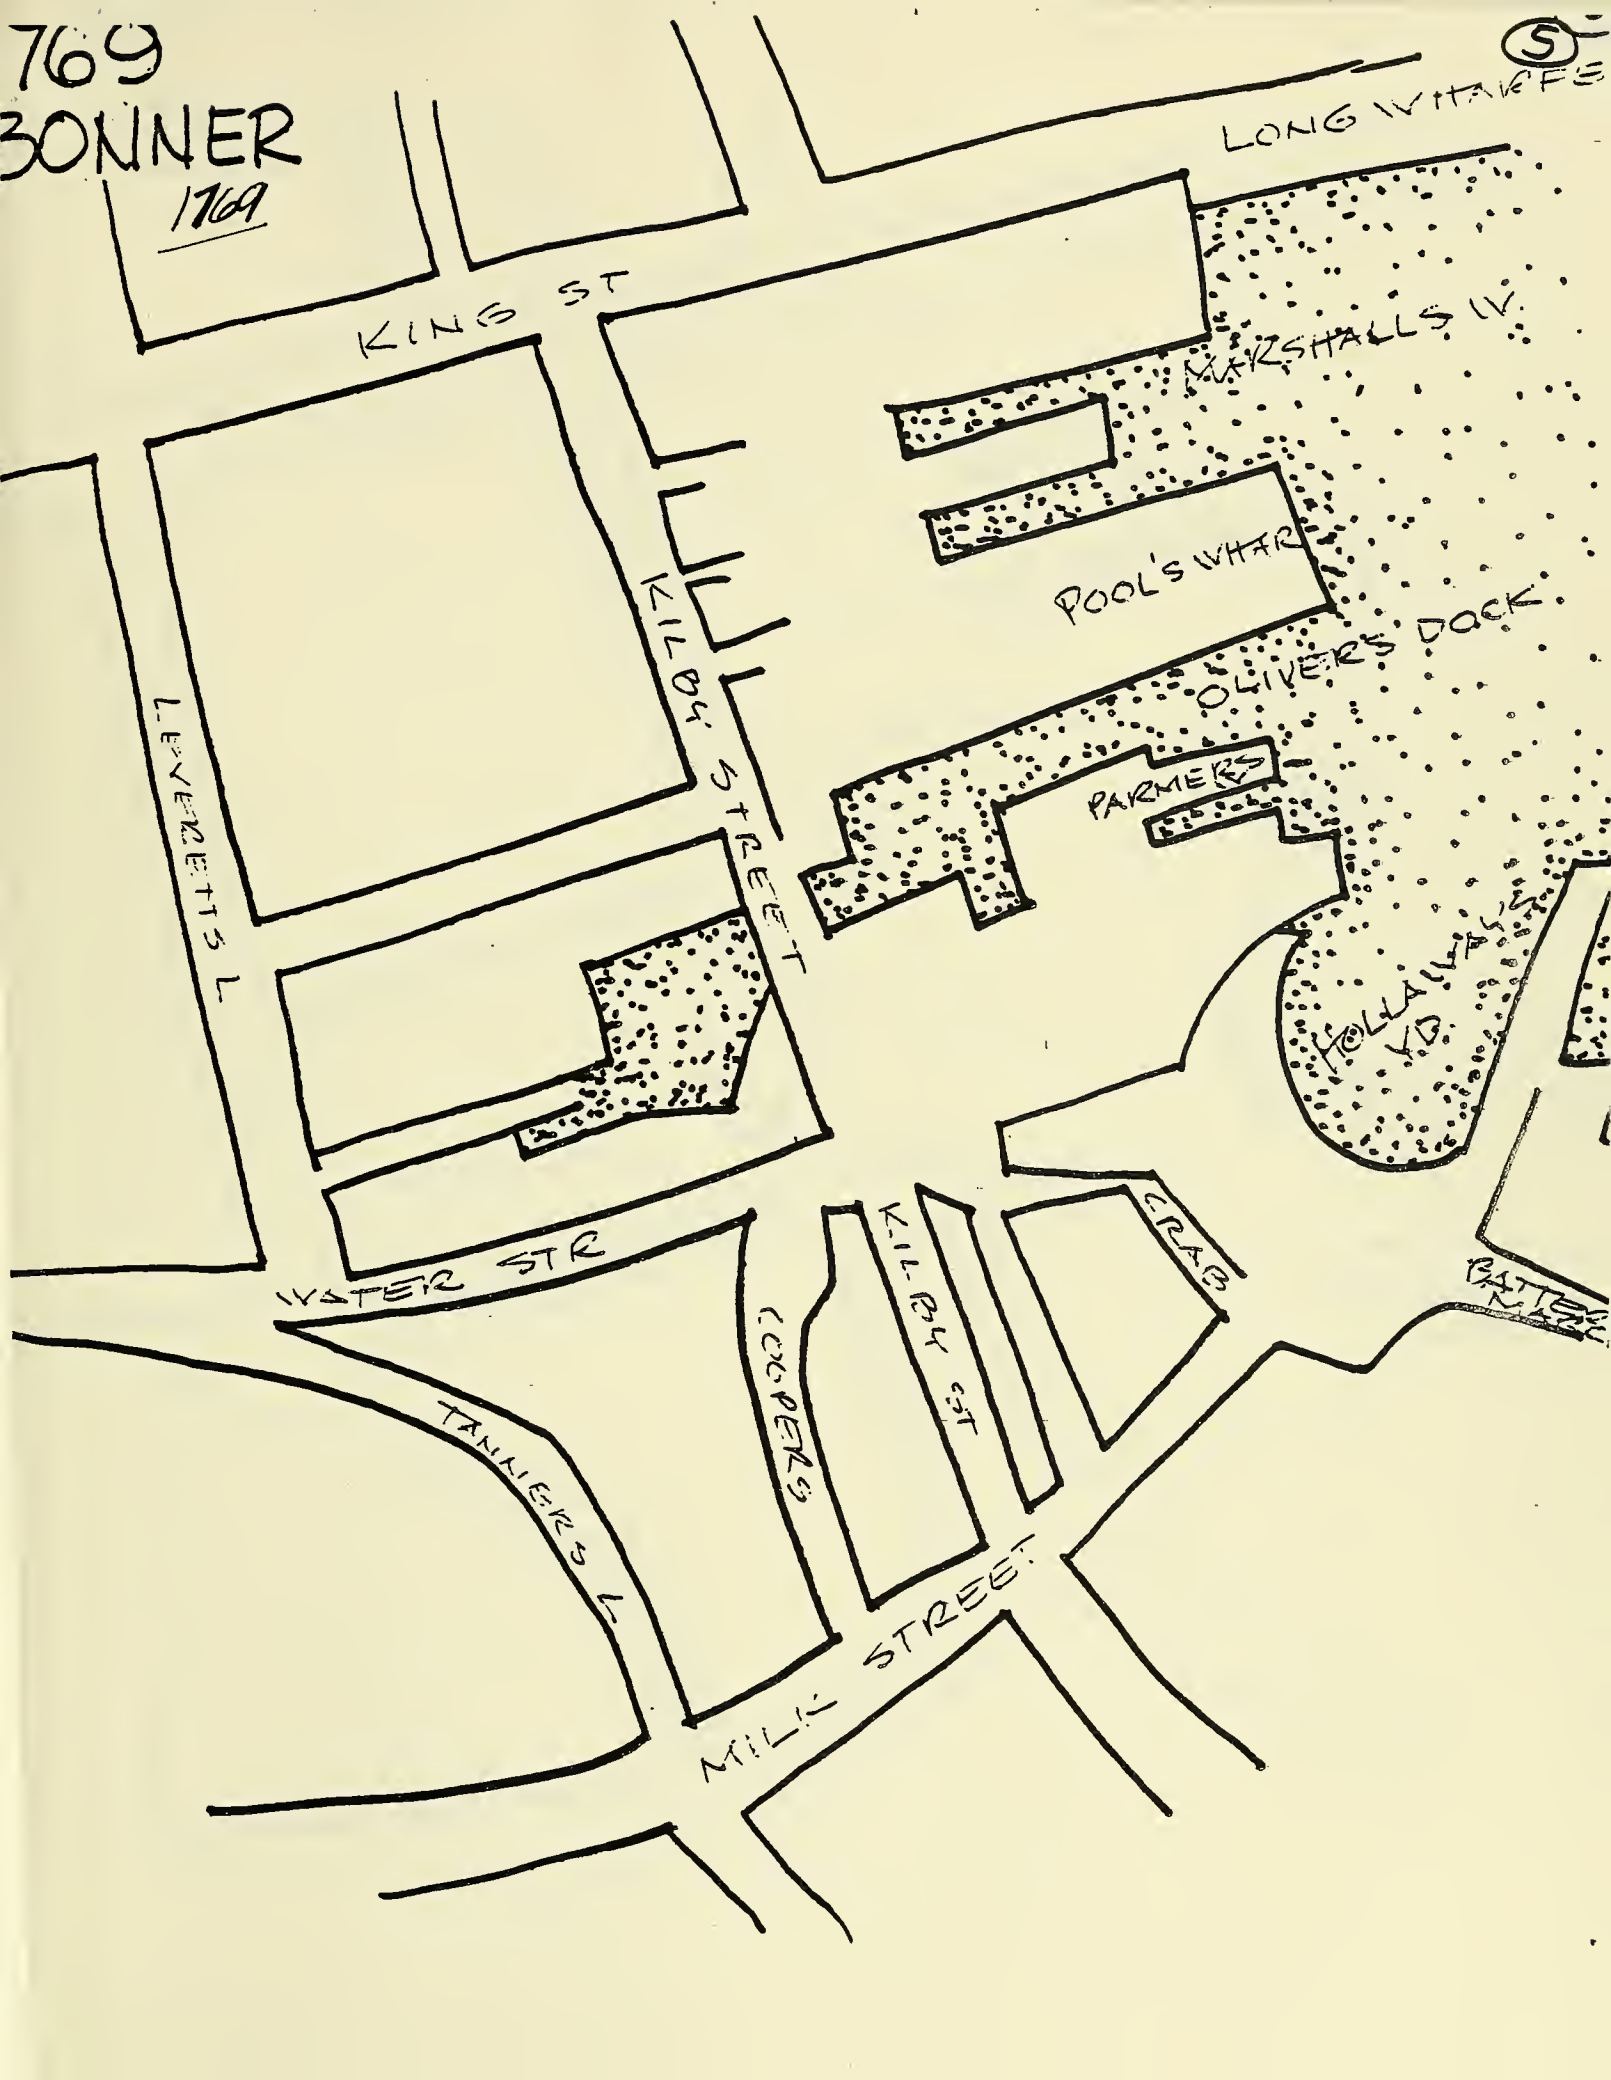 769
BONNER
1769
5
LONG WHARFE
KING ST
MARSHALLS W.
KILBY STREET
POOL'S WHAR
OLIVERS DOCK
LEVERETTS L
PARMERS
YD.
WATER STR
KILBY ST
CRAB
COOPERS
TANNERS L
MILK STREET